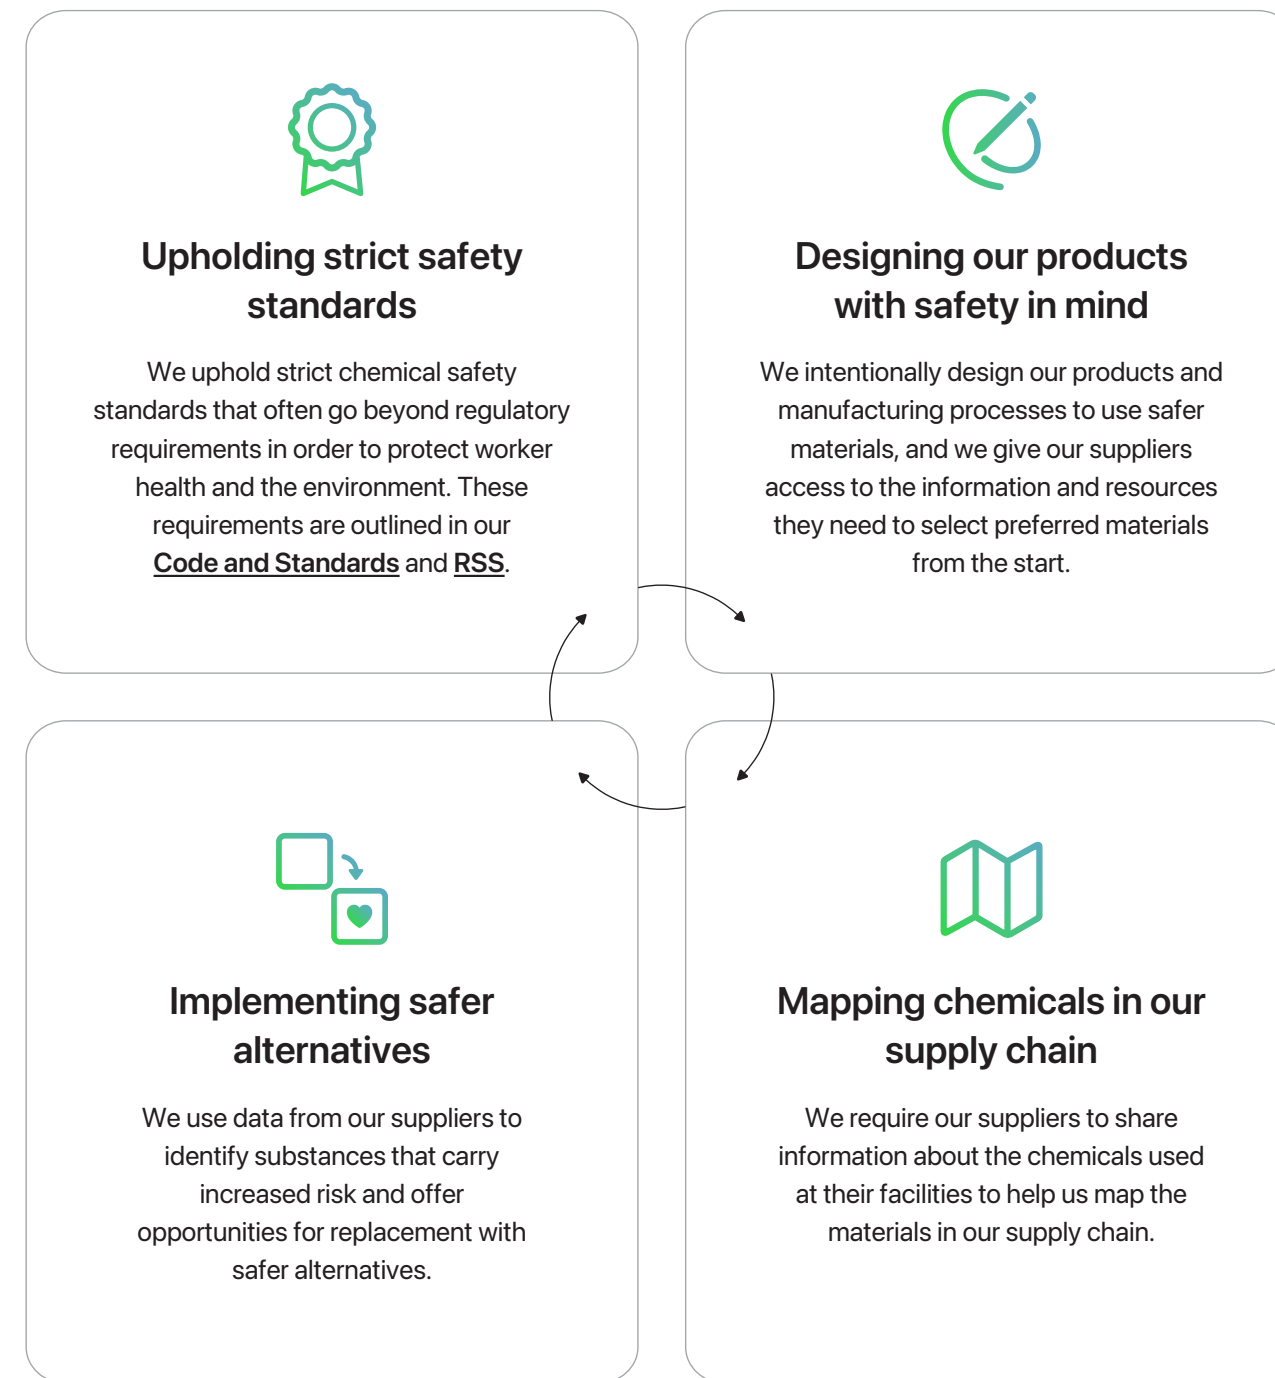 Upholding strict safety
standards
We uphold strict chemical safety
standards that often go beyond regulatory
requirements in order to protect worker
health and the environment. These
requirements are outlined in our
Code and Standards and RSS.
Designing our products
with safety in mind
We intentionally design our products and
manufacturing processes to use safer
materials, and we give our suppliers
access to the information and resources
they need to select preferred materials
from the start.
Implementing safer
alternatives
We use data from our suppliers to
identify substances that carry
increased risk and offer
opportunities for replacement with
safer alternatives.
Mapping chemicals in our
supply chain
We require our suppliers to share
information about the chemicals used
at their facilities to help us map the
materials in our supply chain.